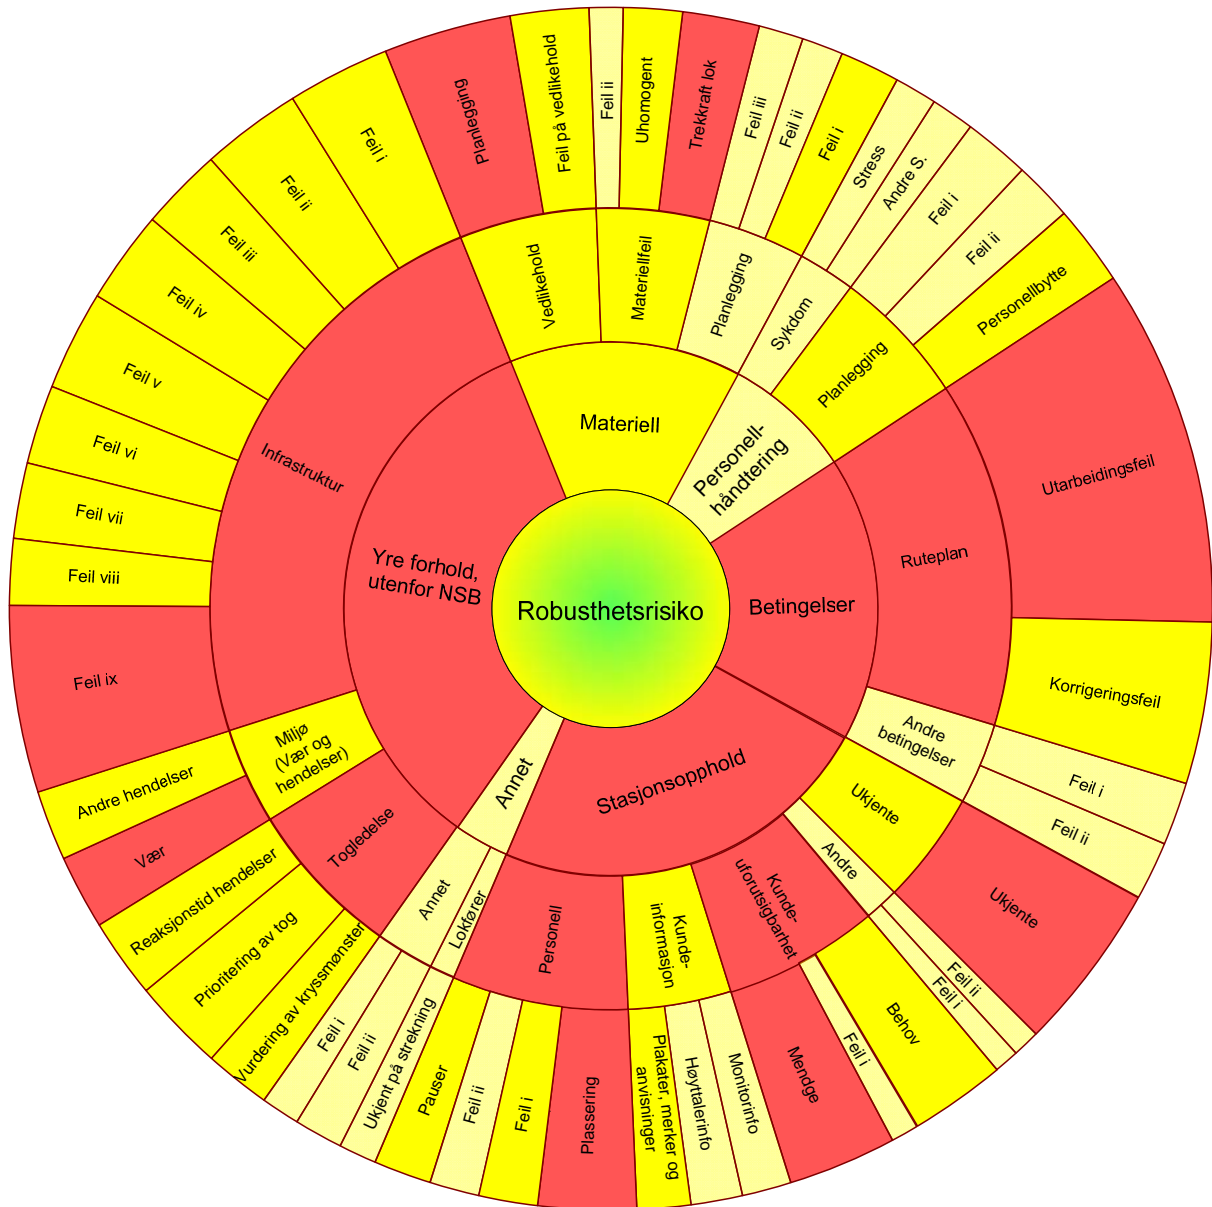 Robusthetsrisiko
Materiell
Personell-
håndtering
Betingelser
Stasjonsopphold
Annet
Yre forhold,
utenfor NSB
Vedlikehold
Materiellfeil
Planlegging
Sykdom
Planlegging
Ruteplan
Andre
betingelser
Ukjente
Andre
Kunde-
uforutsigbarhet
Kunde-
informasjon
Personell
Lokfører
Annet
Togledelse
Miljø
(Vær og
hendelser)
Infrastruktur
Planlegging
Feil på vedlikehold
Feil ii
Uhomogent
Trekkraft lok
Feil iii
Feil ii
Feil i
Stress
Andre S.
Feil i
Feil ii
Personellbytte
Utarbeidingsfeil
Korrigeringsfeil
Feil i
Feil ii
Ukjente
Feil ii
Feil i
Behov
Feil i
Mendge
Monitorinfo
Høyttalerinfo
Plakater, merker og
anvisninger
Plassering
Feil i
Feil ii
Pauser
Ukjent på strekning
Feil ii
Feil i
Vurdering av kryssmønster
Prioritering av tog
Reaksjonstid hendelser
Vær
Andre hendelser
Feil ix
Feil viii
Feil vii
Feil vi
Feil v
Feil iv
Feil iii
Feil ii
Feil i